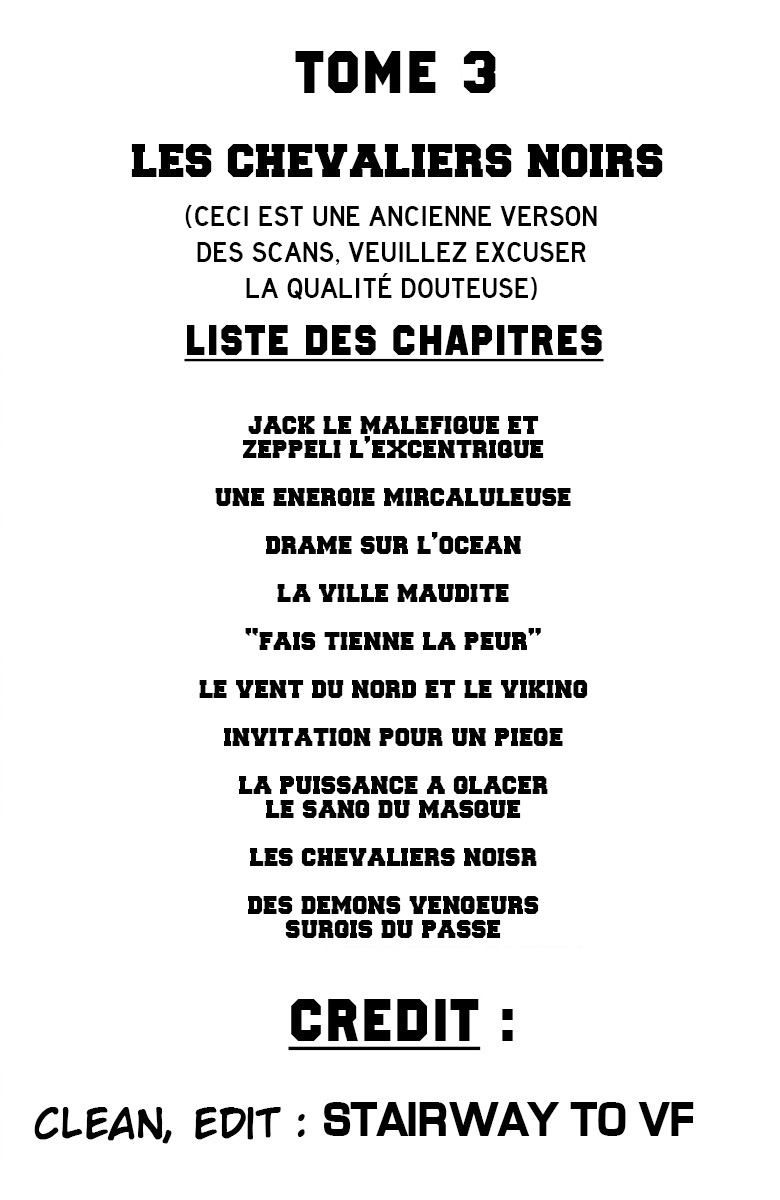 TOME 3
LES CHEVALIERS NOIRS
(CECI EST UNE ANCIENNE VERSON
DES SCANS, VEUILLEZ EXCUSER
LA QUALITÉ DOUTEUSE)
LISTE DES CHAPITRES
JACK LE MALEFIQUE ET
ZEPPELI L'EXCENTRIQUE
UNE ENERGIE MIRCALULEUSE
DRAME SUR L'OCEAN
LA VILLE MAUDITE
"FAIS TIENNE LA PEUR"
LE VENT DU NORD ET LE VIKING
INVITATION POUR UN PIEGE
LA PUISSANCE A GLACER
LE SANG DU MASQUE
LES CHEVALIERS NOISR
DES DEMONS VENGEURS
SURGIS DU PASSE
CREDIT :
CLEAN, EDIT : STAIRWAY TO VF